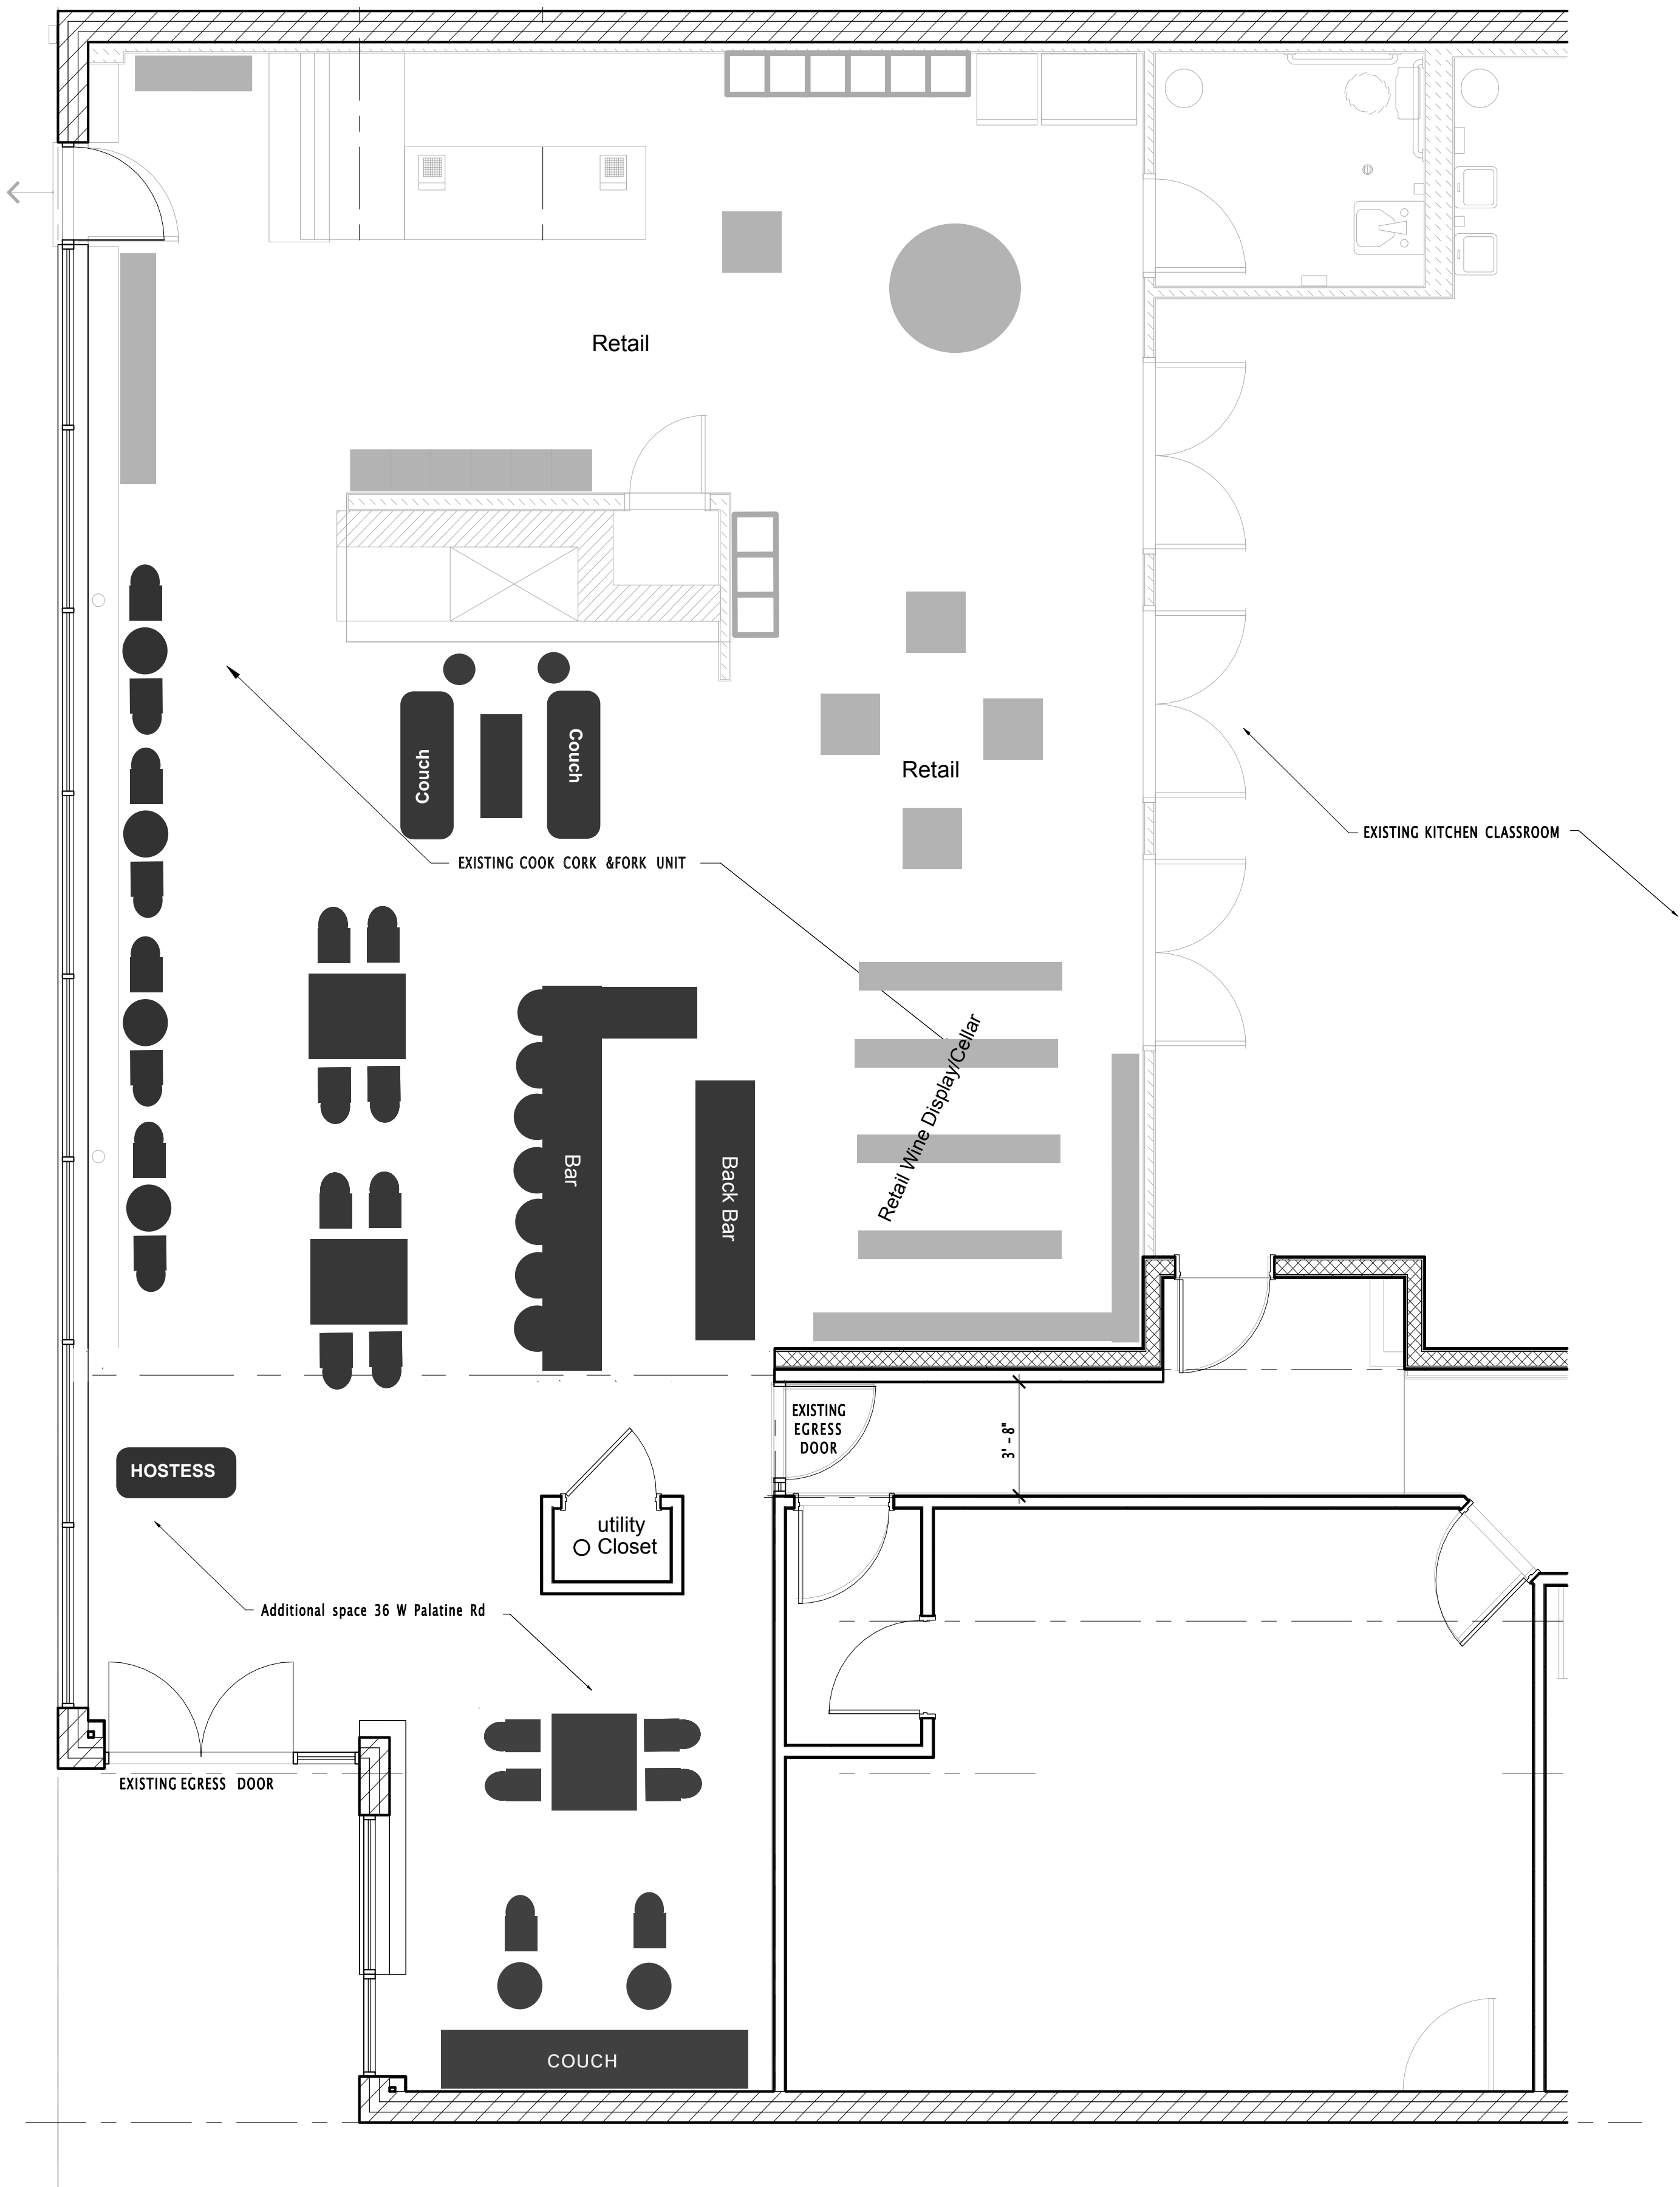 Retail
Couch
Couch
Retail
EXISTING KITCHEN CLASSROOM
EXISTING COOK CORK &FORK UNIT
Retail Wine Display/Cellar
Bar
Back Bar
EXISTING
EGRESS
DOOR
3' - 8"
HOSTESS
utility
Closet
Additional space 36 W Palatine Rd
EXISTING EGRESS DOOR
COUCH